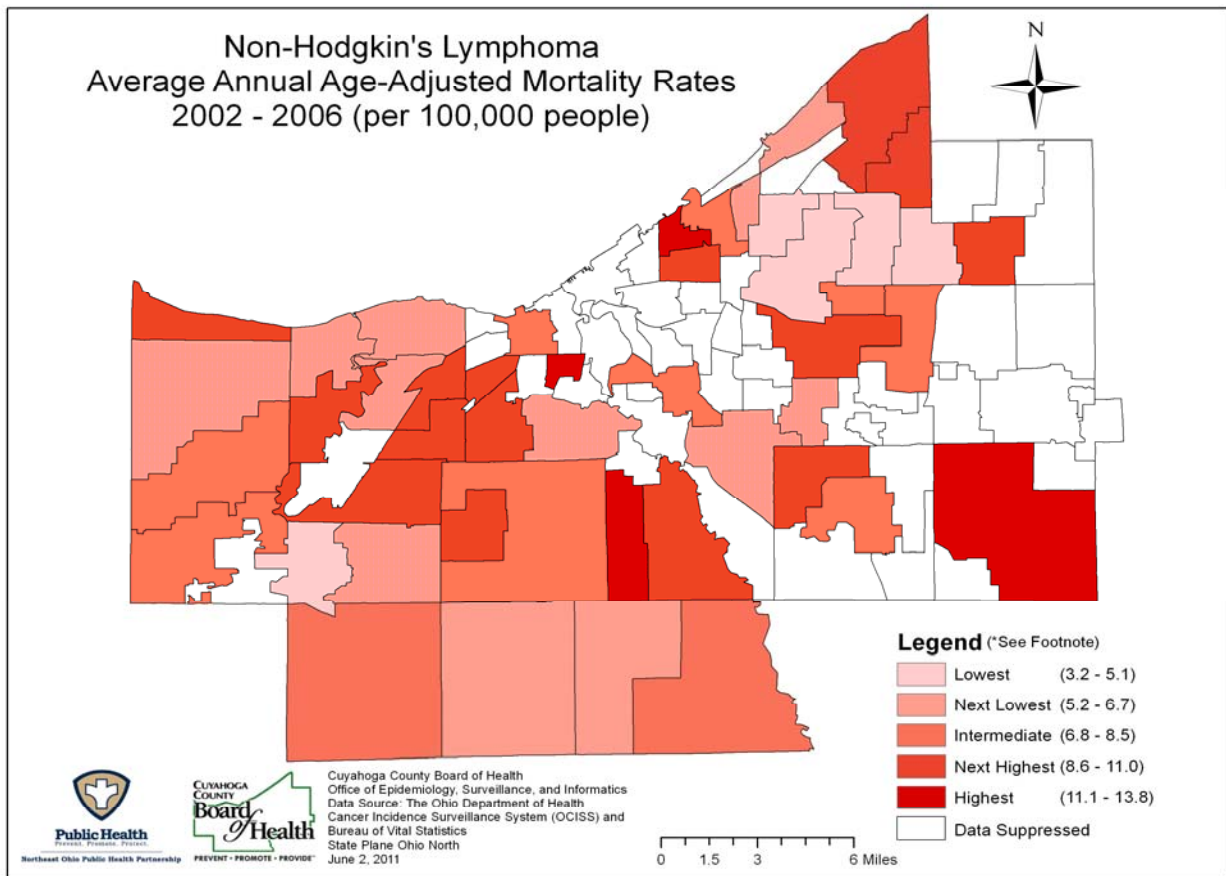 Non-Hodgkin's Lymphoma
Average Annual Age-Adjusted Mortality Rates
2002 - 2006 (per 100,000 people)
N
Legend (*See Footnote)
Lowest (3.2 - 5.1)
Next Lowest (5.2 - 6.7)
Intermediate (6.8 - 8.5)
Next Highest (8.6 - 11.0)
Highest (11.1 - 13.8)
Data Suppressed
Public Health
Prevent. Promote. Protect.
Northeast Ohio Public Health Partnership
CUYAHOGA
COUNTY
Board
of Health
PREVENT • PROMOTE • PROVIDE
Cuyahoga County Board of Health
Office of Epidemiology, Surveillance, and Informatics
Data Source: The Ohio Department of Health
Cancer Incidence Surveillance System (OCISS) and
Bureau of Vital Statistics
State Plane Ohio North
June 2, 2011
0 1.5 3 6 Miles